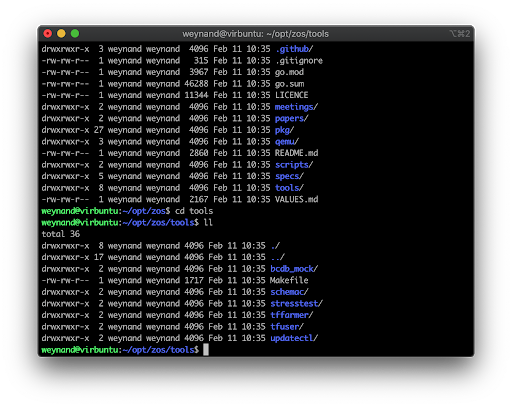 weynand@virbuntu: ~/opt/zos/tools
⌥⌘2
drwxrwxr-x  3 weynand weynand  4096 Feb 11 10:35 .github/
-rw-rw-r--  1 weynand weynand   315 Feb 11 10:35 .gitignore
-rw-rw-r--  1 weynand weynand  3967 Feb 11 10:35 go.mod
-rw-rw-r--  1 weynand weynand 46288 Feb 11 10:35 go.sum
-rw-rw-r--  1 weynand weynand 11344 Feb 11 10:35 LICENCE
drwxrwxr-x  2 weynand weynand  4096 Feb 11 10:35 meetings/
drwxrwxr-x  2 weynand weynand  4096 Feb 11 10:35 papers/
drwxrwxr-x 27 weynand weynand  4096 Feb 11 10:35 pkg/
drwxrwxr-x  3 weynand weynand  4096 Feb 11 10:35 qemu/
-rw-rw-r--  1 weynand weynand  2860 Feb 11 10:35 README.md
drwxrwxr-x  2 weynand weynand  4096 Feb 11 10:35 scripts/
drwxrwxr-x  5 weynand weynand  4096 Feb 11 10:35 specs/
drwxrwxr-x  8 weynand weynand  4096 Feb 11 10:35 tools/
-rw-rw-r--  1 weynand weynand  2167 Feb 11 10:35 VALUES.md
weynand@virbuntu:~/opt/zos$ cd tools
weynand@virbuntu:~/opt/zos/tools$ ll
total 36
drwxrwxr-x  8 weynand weynand 4096 Feb 11 10:35 ./
drwxrwxr-x 17 weynand weynand 4096 Feb 11 10:35 ../
drwxrwxr-x  2 weynand weynand 4096 Feb 11 10:35 bcdb_mock/
-rw-rw-r--  1 weynand weynand 1717 Feb 11 10:35 Makefile
drwxrwxr-x  2 weynand weynand 4096 Feb 11 10:35 schemac/
drwxrwxr-x  2 weynand weynand 4096 Feb 11 10:35 stresstest/
drwxrwxr-x  2 weynand weynand 4096 Feb 11 10:35 tffarmer/
drwxrwxr-x  2 weynand weynand 4096 Feb 11 10:35 tfuser/
drwxrwxr-x  2 weynand weynand 4096 Feb 11 10:35 updatectl/
weynand@virbuntu:~/opt/zos/tools$